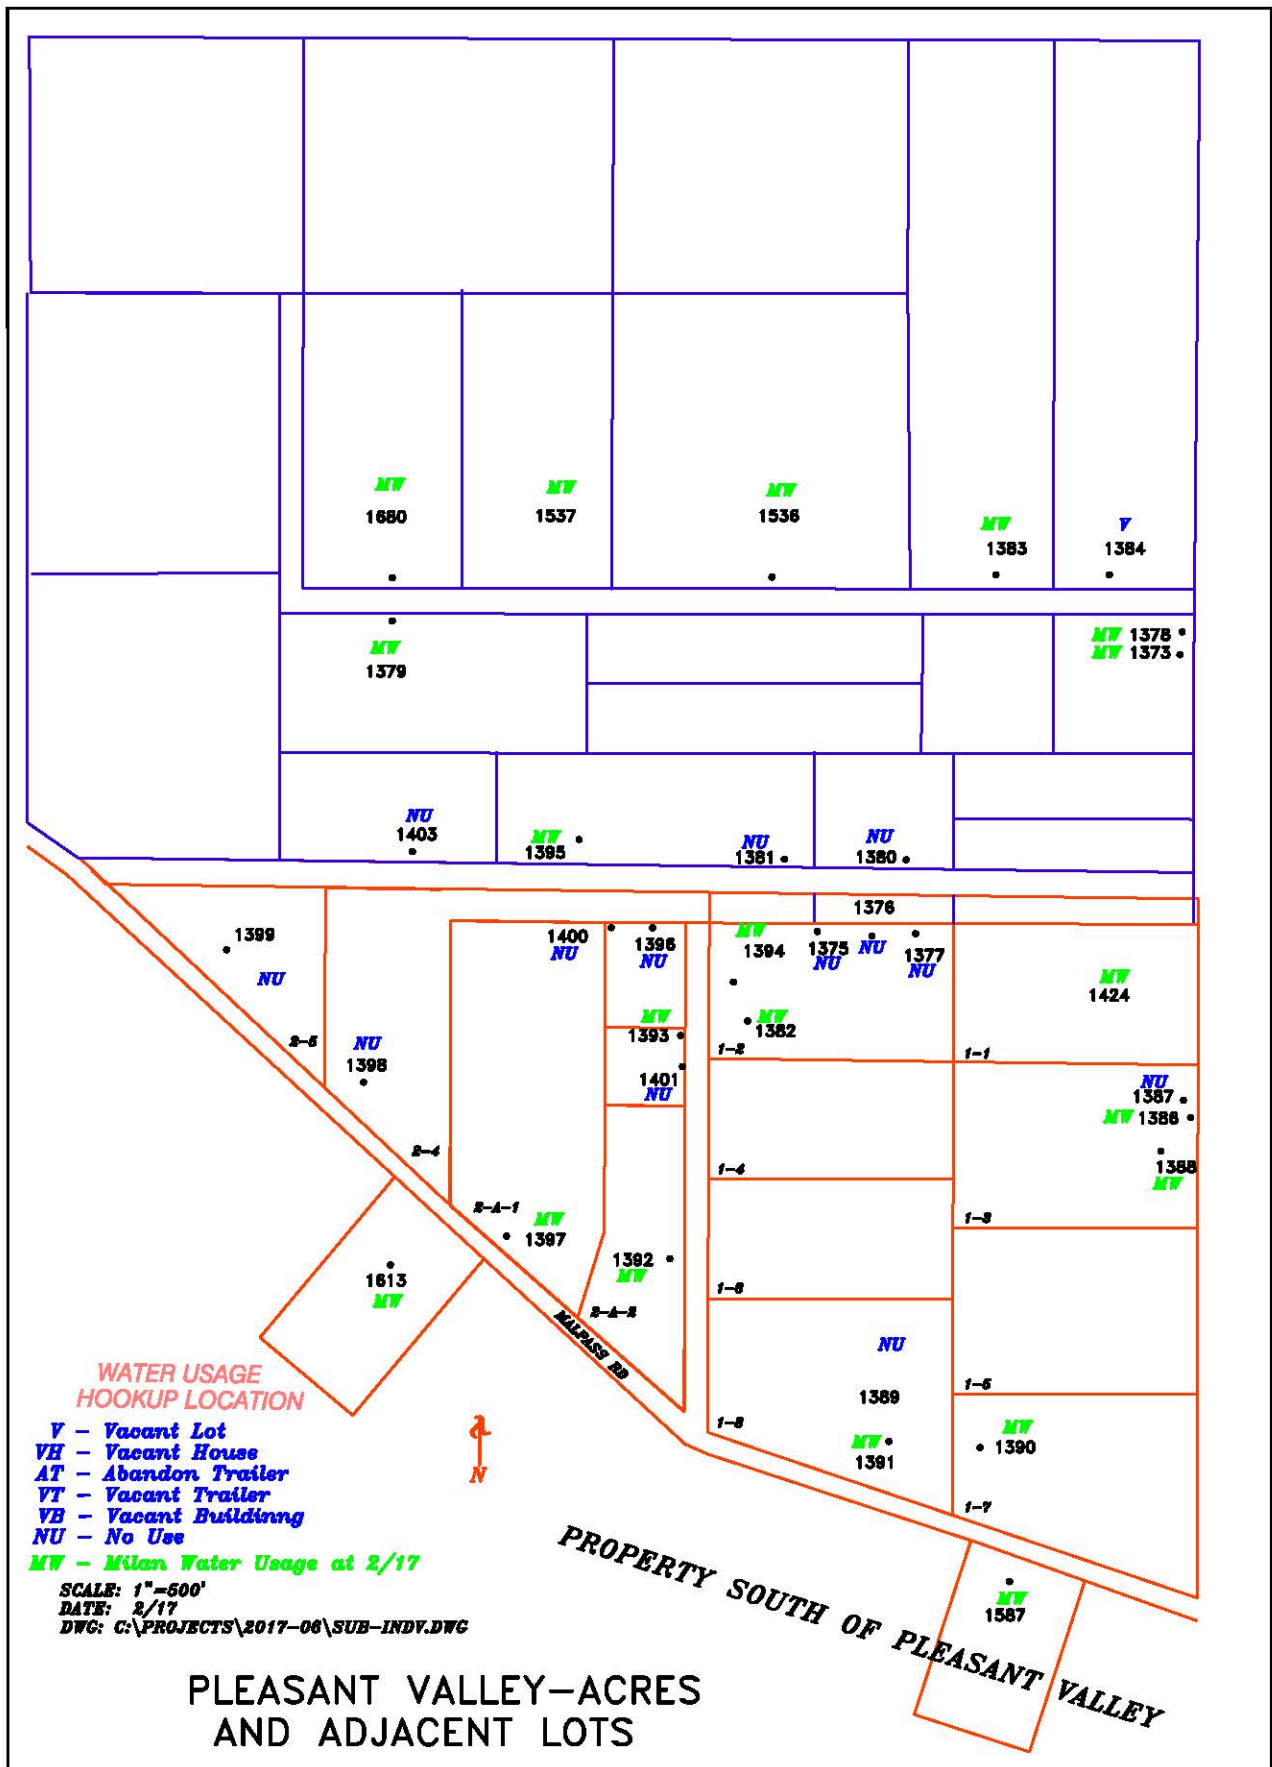 MW
1680
MW
1537
MW
1536
MW
1383
V
1384
MW
1379
MW 1378
MW 1373
NU
1403
MW
1395
NU
1381
NU
1380
1376
1399
NU
1400
NU
1396
NU
MW
1394
1375
NU
NU
1377
NU
MW
1424
2-5
NU
1398
MW
1393
MW
1382
1-2
1-1
1401
NU
NU
1387
MW 1386
1388
MW
2-4
1-4
1-3
2-A-1
MW
1397
1392
MW
1613
MW
1-6
2-A-2
MALPASS RD
NU
1389
1-5
1-8
MW
1391
MW
1390
1-7
WATER USAGE
HOOKUP LOCATION
V - Vacant Lot
VH - Vacant House
AT - Abandon Trailer
VT - Vacant Trailer
VB - Vacant Buildinng
NU - No Use
MW - Milan Water Usage at 2/17
N
SCALE: 1"=500'
DATE: 2/17
DWG: C:\PROJECTS\2017-06\SUB-INDV.DWG
PROPERTY SOUTH OF PLEASANT VALLEY
MW
1587
PLEASANT VALLEY-ACRES
AND ADJACENT LOTS